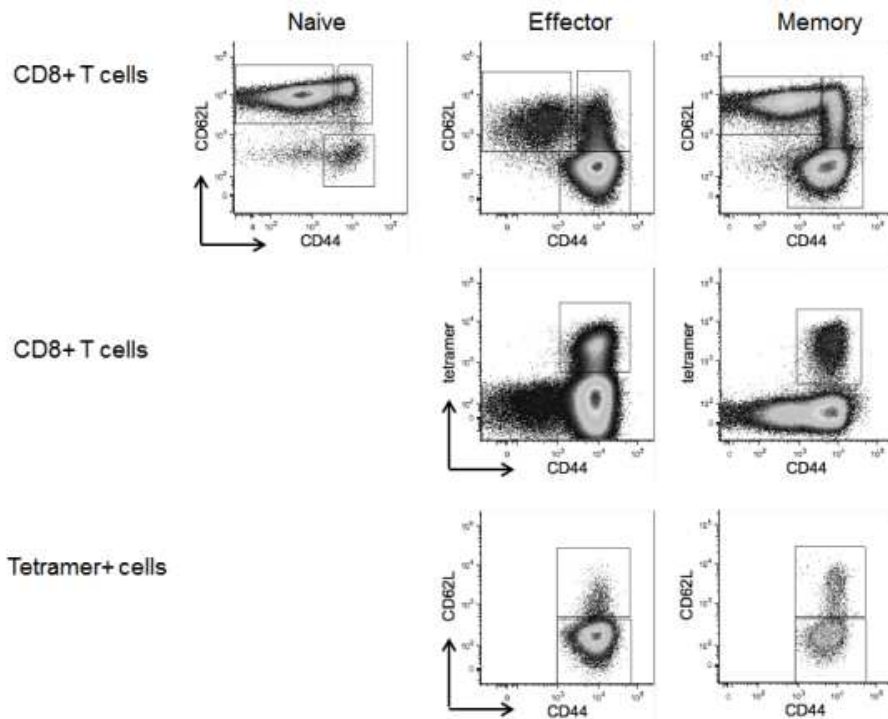 Naive Effector Memory
CD8+ T cells
CD62L CD62L CD62L
CD44 CD44 CD44
CD8+ T cells
tetramer tetramer
CD44 CD44
Tetramer+ cells
CD62L CD62L
CD44 CD44